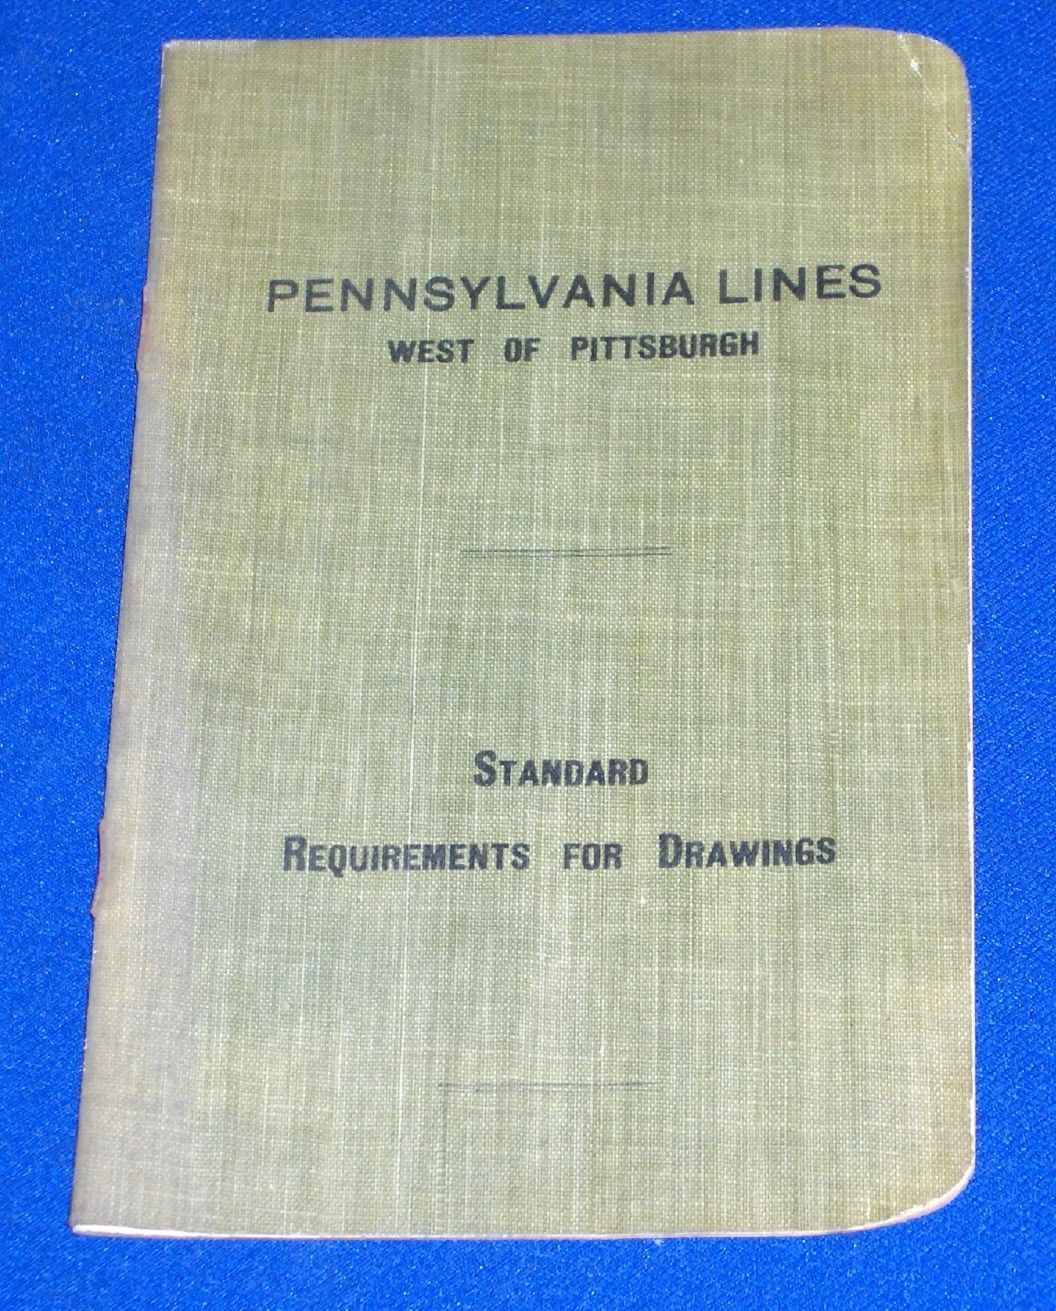 PENNSYLVANIA LINES
WEST OF PITTSBURGH
STANDARD
REQUIREMENTS FOR DRAWINGS